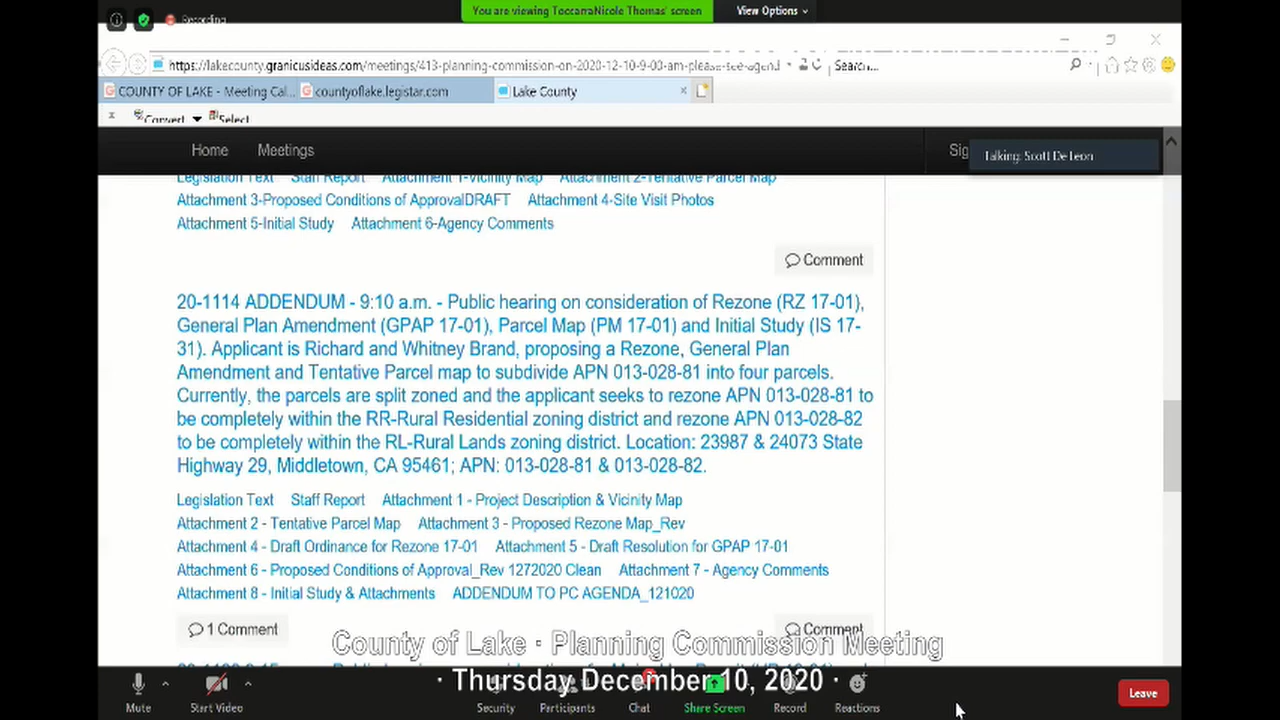 You are viewing ToccarraNicole Thomas' screen
View Options
Recording
https://lakecounty.granicusideas.com/meetings/413-planning-commission-on-2020-12-10-9-00-am-please-see-agend
Search...
COUNTY OF LAKE - Meeting Cal...
countyoflake.legistar.com
Lake County
x
Convert
Select
Home
Meetings
Sig
Talking: Scott De Leon
Legislation Text Staff Report Attachment 1-Vicinity Map Attachment 2-Tentative Parcel Map
Attachment 3-Proposed Conditions of ApprovalDRAFT Attachment 4-Site Visit Photos
Attachment 5-Initial Study Attachment 6-Agency Comments
Comment
20-1114 ADDENDUM - 9:10 a.m. - Public hearing on consideration of Rezone (RZ 17-01),
General Plan Amendment (GPAP 17-01), Parcel Map (PM 17-01) and Initial Study (IS 17-
31). Applicant is Richard and Whitney Brand, proposing a Rezone, General Plan
Amendment and Tentative Parcel map to subdivide APN 013-028-81 into four parcels.
Currently, the parcels are split zoned and the applicant seeks to rezone APN 013-028-81 to
be completely within the RR-Rural Residential zoning district and rezone APN 013-028-82
to be completely within the RL-Rural Lands zoning district. Location: 23987 & 24073 State
Highway 29, Middletown, CA 95461; APN: 013-028-81 & 013-028-82.
Legislation Text Staff Report Attachment 1 - Project Description & Vicinity Map
Attachment 2 - Tentative Parcel Map Attachment 3 - Proposed Rezone Map_Rev
Attachment 4 - Draft Ordinance for Rezone 17-01 Attachment 5 - Draft Resolution for GPAP 17-01
Attachment 6 - Proposed Conditions of Approval_Rev 1272020 Clean Attachment 7 - Agency Comments
Attachment 8 - Initial Study & Attachments ADDENDUM TO PC AGENDA_121020
1 Comment
Comment
County of Lake · Planning Commission Meeting
· Thursday December 10, 2020 ·
Mute
Start Video
Security
Participants
Chat
Share Screen
Record
Reactions
Leave